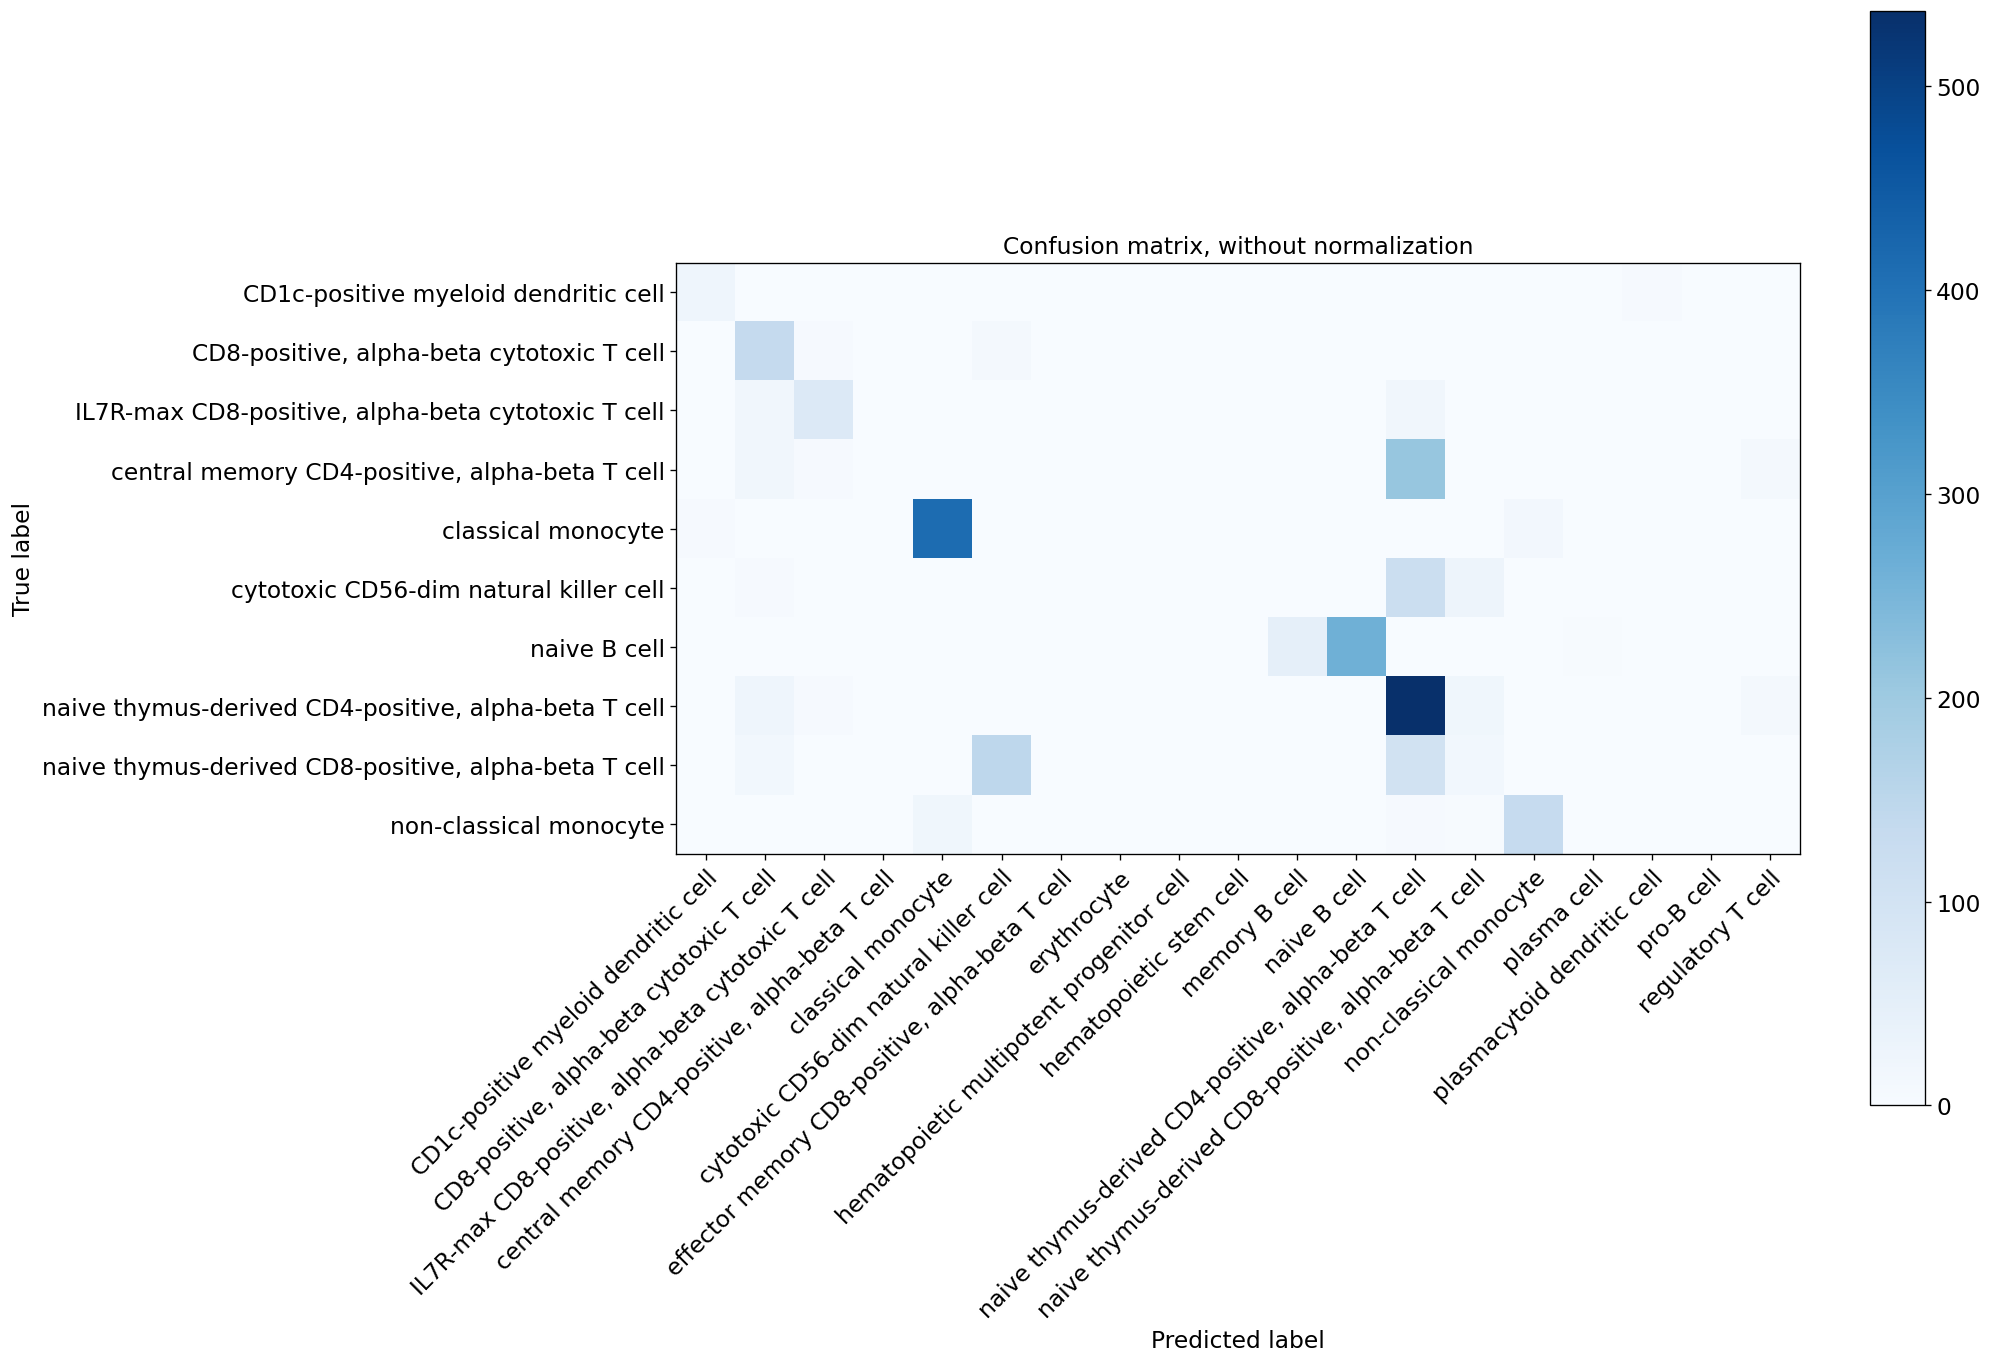 Confusion matrix, without normalization
True label
CD1c-positive myeloid dendritic cell
CD8-positive, alpha-beta cytotoxic T cell
IL7R-max CD8-positive, alpha-beta cytotoxic T cell
central memory CD4-positive, alpha-beta T cell
classical monocyte
cytotoxic CD56-dim natural killer cell
naive B cell
naive thymus-derived CD4-positive, alpha-beta T cell
naive thymus-derived CD8-positive, alpha-beta T cell
non-classical monocyte
CD1c-positive myeloid dendritic cell
CD8-positive, alpha-beta cytotoxic T cell
IL7R-max CD8-positive, alpha-beta cytotoxic T cell
central memory CD4-positive, alpha-beta T cell
classical monocyte
cytotoxic CD56-dim natural killer cell
effector memory CD8-positive, alpha-beta T cell
erythrocyte
hematopoietic multipotent progenitor cell
hematopoietic stem cell
memory B cell
naive B cell
naive thymus-derived CD4-positive, alpha-beta T cell
naive thymus-derived CD8-positive, alpha-beta T cell
non-classical monocyte
plasma cell
plasmacytoid dendritic cell
pro-B cell
regulatory T cell
Predicted label
500
400
300
200
100
0